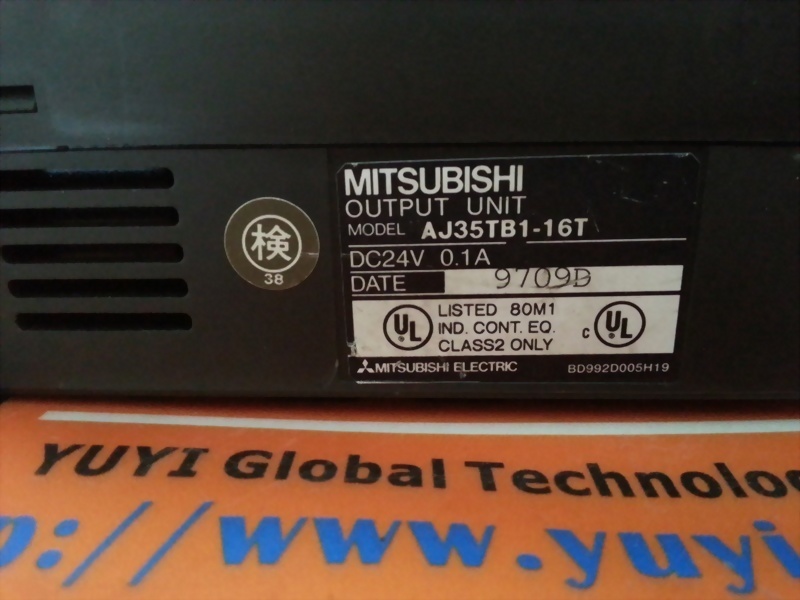 MITSUBISHI
OUTPUT UNIT
MODEL AJ35TB1-16T
DC24V 0.1A
DATE 9709D
検
38
UL LISTED 80M1
IND. CONT. EQ.
CLASS2 ONLY
c UL
MITSUBISHI ELECTRIC BD992D005H19
YUYI Global Technolo
p://www.yuyi